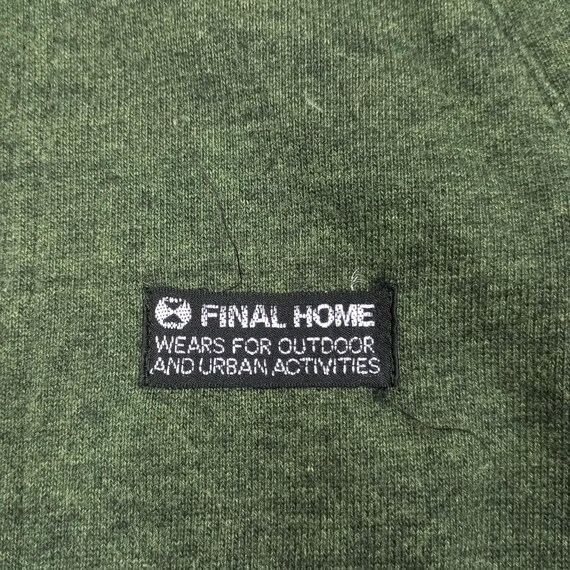 FINAL HOME
WEARS FOR OUTDOOR
AND URBAN ACTIVITIES